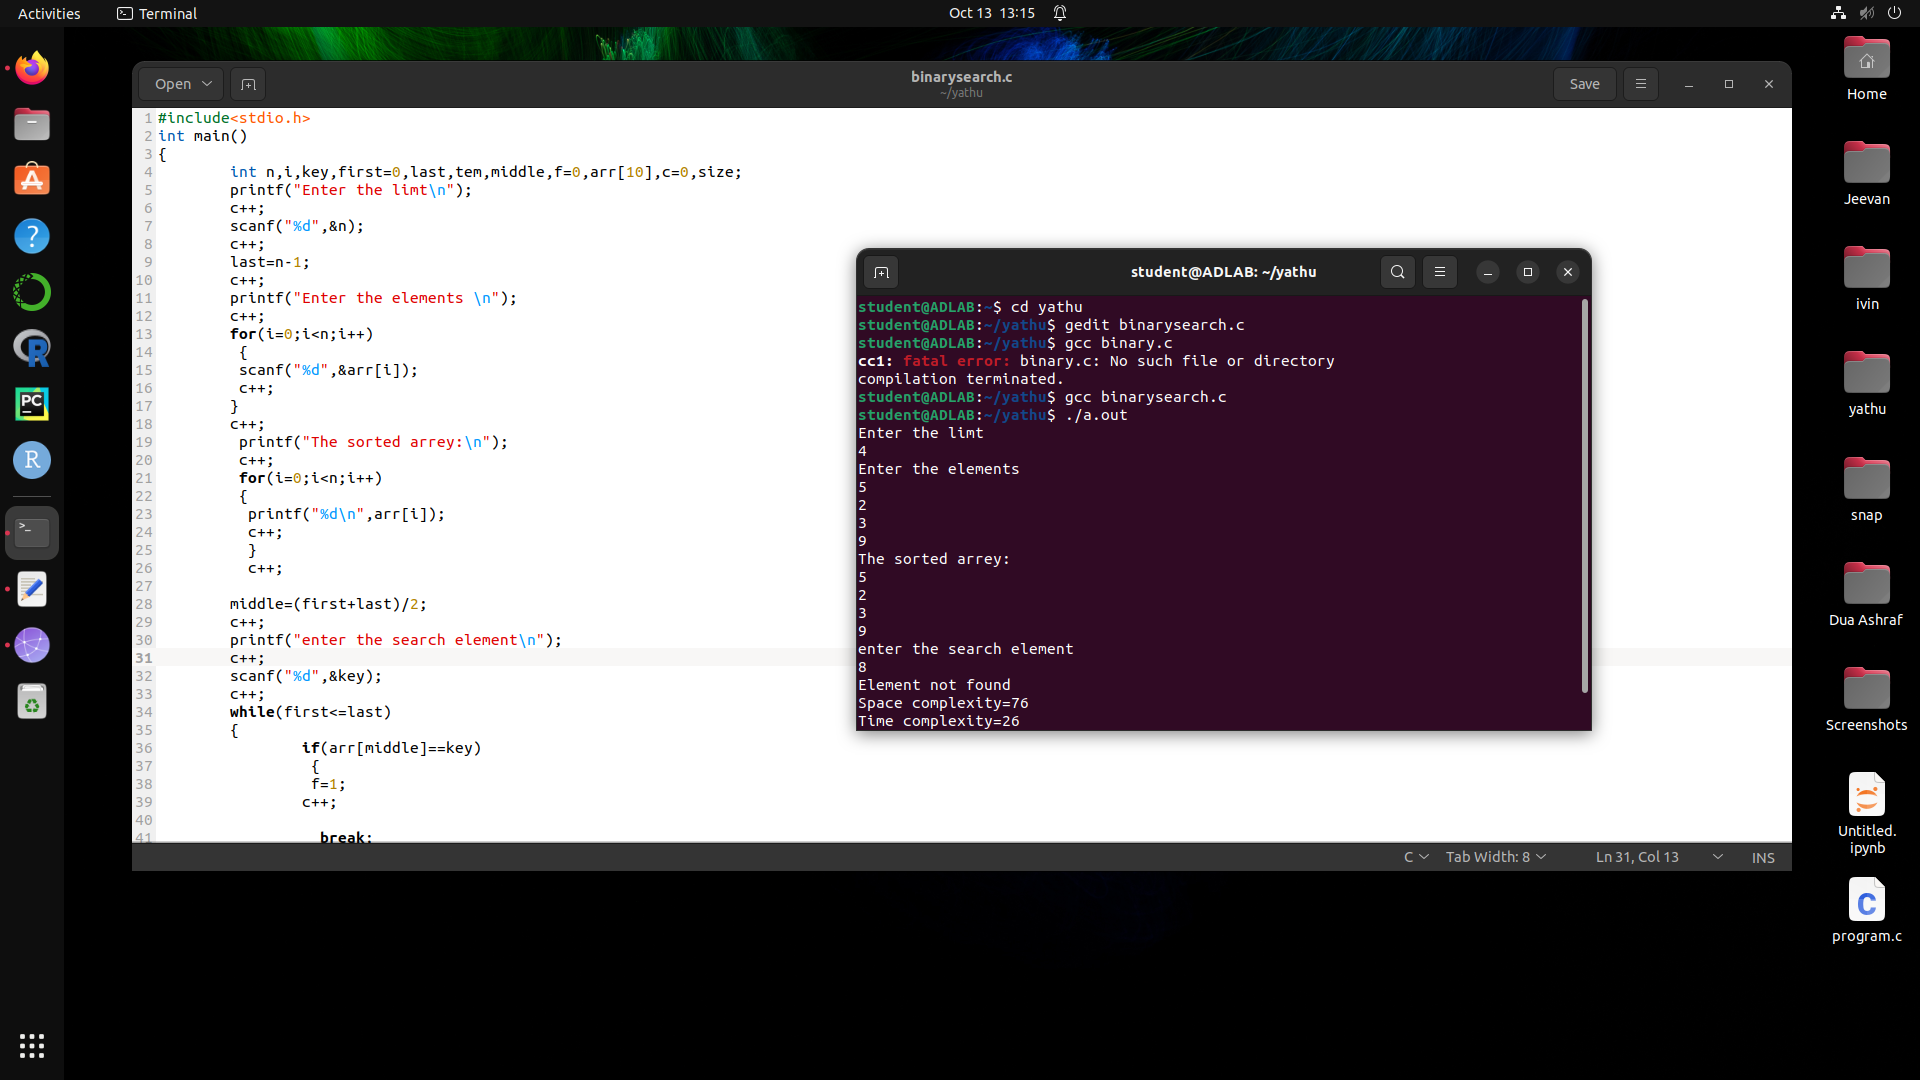 Activities
Terminal
Oct 13 13:15
Open
binarysearch.c
~/yathu
Save
1 #include<stdio.h>
2 int main()
3 {
4 int n,i,key,first=0,last,tem,middle,f=0,arr[10],c=0,size;
5 printf("Enter the limt\n");
6 c++;
7 scanf("%d",&n);
8 c++;
9 last=n-1;
10 c++;
11 printf("Enter the elements \n");
12 c++;
13 for(i=0;i<n;i++)
14 {
15 scanf("%d",&arr[i]);
16 c++;
17 }
18 c++;
19 printf("The sorted arrey:\n");
20 c++;
21 for(i=0;i<n;i++)
22 {
23 printf("%d\n",arr[i]);
24 c++;
25 }
26 c++;
27
28 middle=(first+last)/2;
29 c++;
30 printf("enter the search element\n");
31 c++;
32 scanf("%d",&key);
33 c++;
34 while(first<=last)
35 {
36 if(arr[middle]==key)
37 {
38 f=1;
39 c++;
40
41 break;
C
Tab Width: 8
Ln 31, Col 13
INS
student@ADLAB: ~/yathu
student@ADLAB:~$ cd yathu
student@ADLAB:~/yathu$ gedit binarysearch.c
student@ADLAB:~/yathu$ gcc binary.c
cc1: fatal error: binary.c: No such file or directory
compilation terminated.
student@ADLAB:~/yathu$ gcc binarysearch.c
student@ADLAB:~/yathu$ ./a.out
Enter the limt
4
Enter the elements
5
2
3
9
The sorted arrey:
5
2
3
9
enter the search element
8
Element not found
Space complexity=76
Time complexity=26
Home
Jeevan
ivin
yathu
snap
Dua Ashraf
Screenshots
Untitled.
ipynb
program.c
PC
R
R